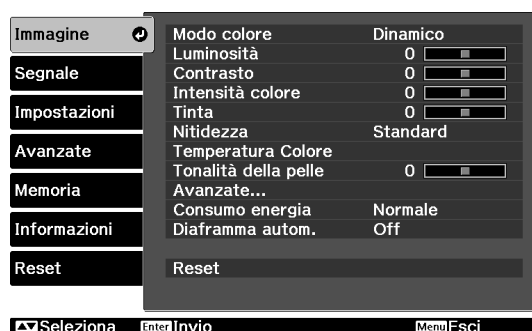 Immagine
Segnale
Impostazioni
Avanzate
Memoria
Informazioni
Reset
Modo colore Dinamico
Luminosità 0
Contrasto 0
Intensità colore 0
Tinta 0
Nitidezza Standard
Temperatura Colore
Tonalità della pelle 0
Avanzate...
Consumo energia Normale
Diaframma autom. Off
Reset
Seleziona Enter Invio Menu Esci